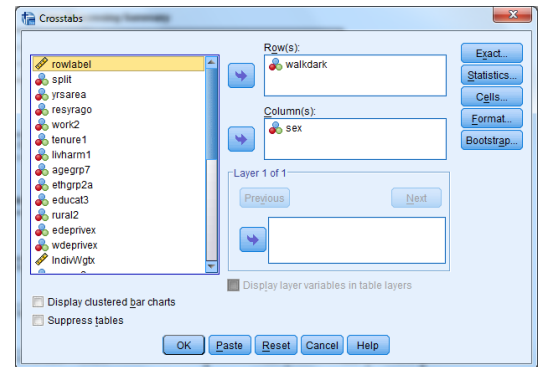 Crosstabs
rowlabel
split
yrsarea
resyrago
work2
tenure1
livharm1
agegrp7
ethgrp2a
educat3
rural2
edeprivex
wdeprivex
IndivWgtx
Row(s):
walkdark
Column(s):
sex
Layer 1 of 1
Previous
Next
Display layer variables in table layers
Exact...
Statistics...
Cells...
Format...
Bootstrap...
Display clustered bar charts
Suppress tables
OK Paste Reset Cancel Help